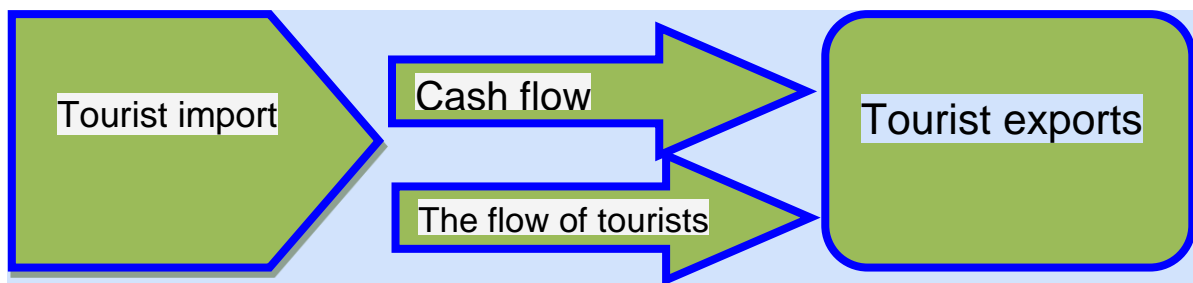 Tourist import
Cash flow
The flow of tourists
Tourist exports